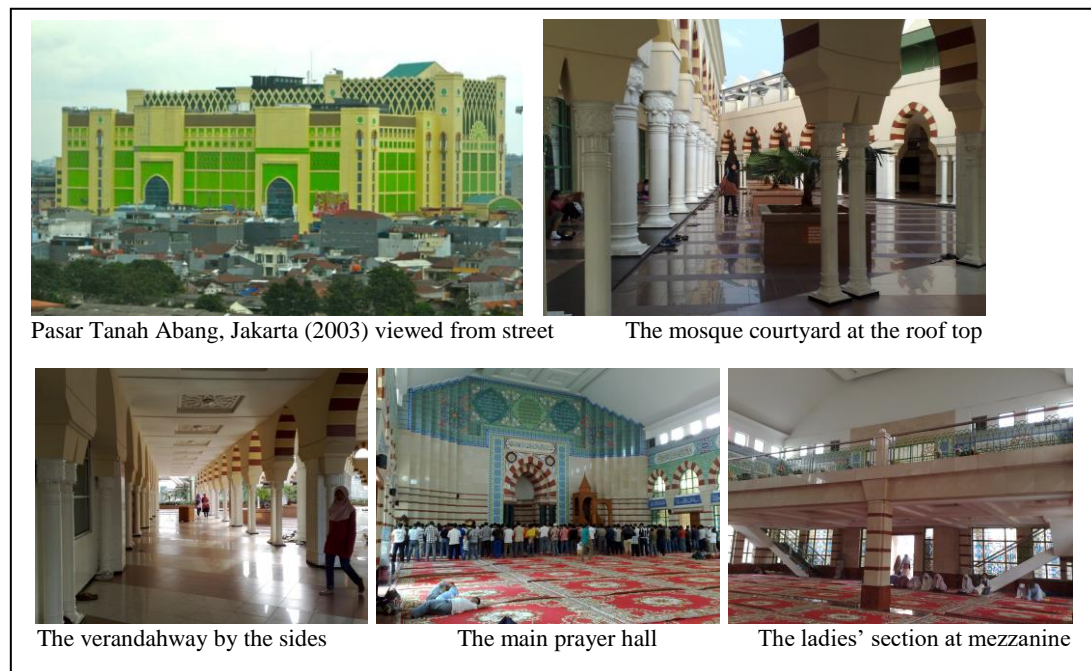 Pasar Tanah Abang, Jakarta (2003) viewed from street
The mosque courtyard at the roof top
The verandahway by the sides
The main prayer hall
The ladies’ section at mezzanine